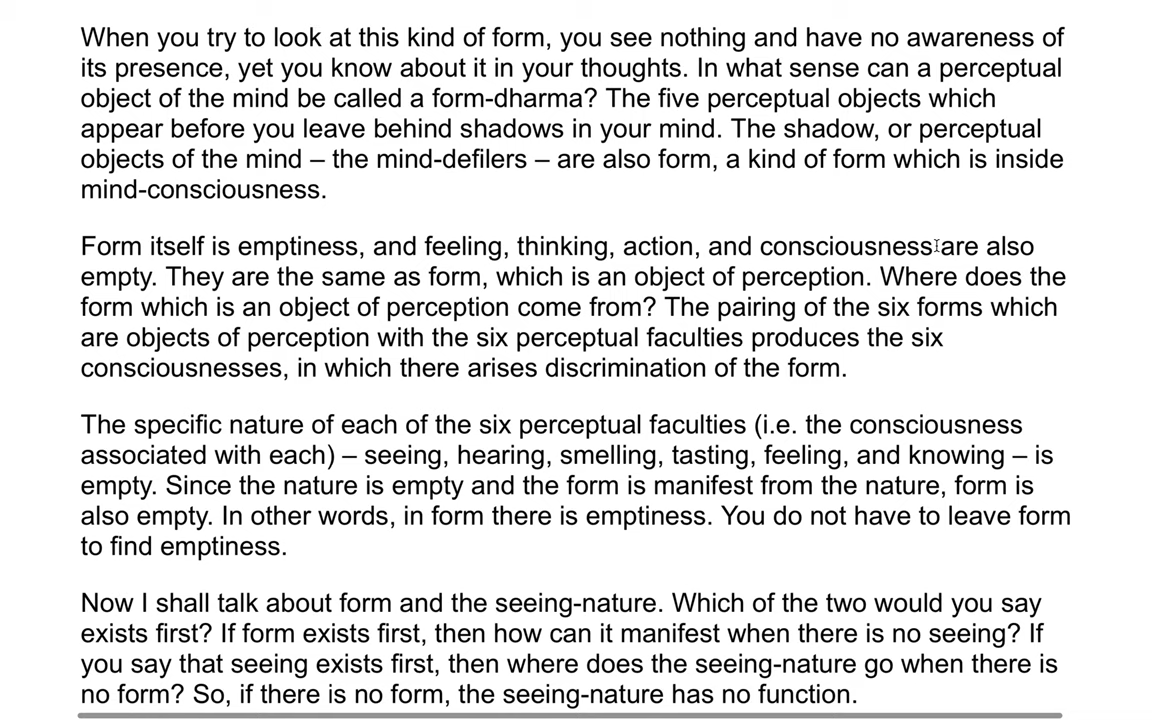 When you try to look at this kind of form, you see nothing and have no awareness of
its presence, yet you know about it in your thoughts. In what sense can a perceptual
object of the mind be called a form-dharma? The five perceptual objects which
appear before you leave behind shadows in your mind. The shadow, or perceptual
objects of the mind – the mind-defilers – are also form, a kind of form which is inside
mind-consciousness.
Form itself is emptiness, and feeling, thinking, action, and consciousness are also
empty. They are the same as form, which is an object of perception. Where does the
form which is an object of perception come from? The pairing of the six forms which
are objects of perception with the six perceptual faculties produces the six
consciousnesses, in which there arises discrimination of the form.
The specific nature of each of the six perceptual faculties (i.e. the consciousness
associated with each) – seeing, hearing, smelling, tasting, feeling, and knowing – is
empty. Since the nature is empty and the form is manifest from the nature, form is
also empty. In other words, in form there is emptiness. You do not have to leave form
to find emptiness.
Now I shall talk about form and the seeing-nature. Which of the two would you say
exists first? If form exists first, then how can it manifest when there is no seeing? If
you say that seeing exists first, then where does the seeing-nature go when there is
no form? So, if there is no form, the seeing-nature has no function.